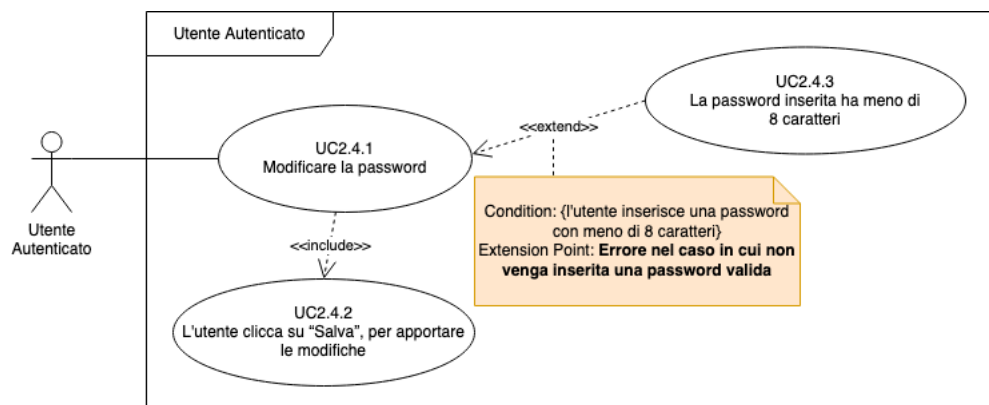 Utente Autenticato
UC2.4.3
La password inserita ha meno di
8 caratteri
<<extend>>
UC2.4.1
Modificare la password
Utente
Autenticato
Condition: {l'utente inserisce una password
con meno di 8 caratteri}
Extension Point: Errore nel caso in cui non
venga inserita una password valida
<<include>>
UC2.4.2
L'utente clicca su “Salva”, per apportare
le modifiche